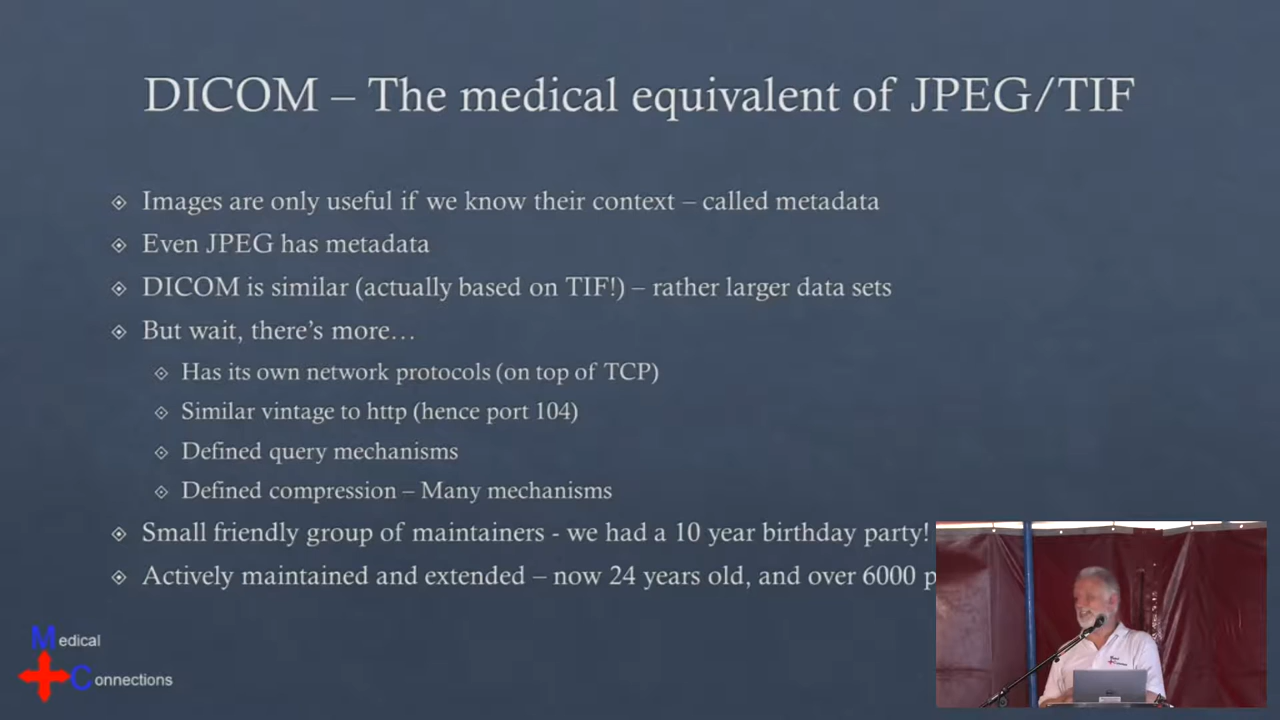 DICOM – The medical equivalent of JPEG/TIF
Images are only useful if we know their context – called metadata
Even JPEG has metadata
DICOM is similar (actually based on TIF!) – rather larger data sets
But wait, there's more…
Has its own network protocols (on top of TCP)
Similar vintage to http (hence port 104)
Defined query mechanisms
Defined compression – Many mechanisms
Small friendly group of maintainers - we had a 10 year birthday party!
Actively maintained and extended – now 24 years old, and over 6000 p
Medical
Connections